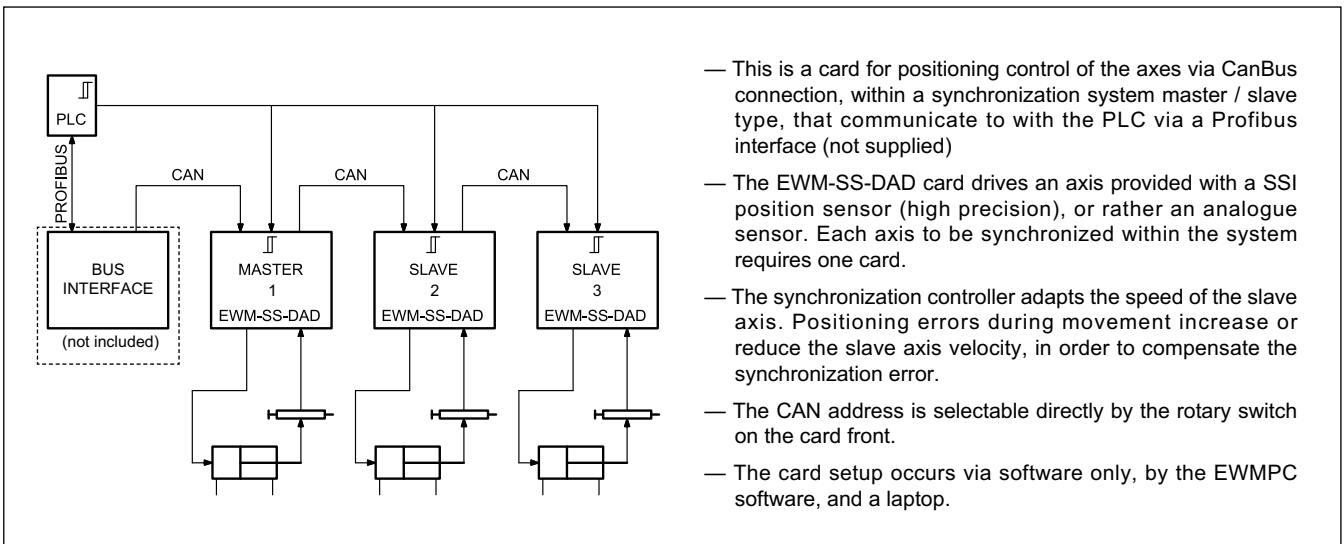 PLC
PROFIBUS
CAN
CAN
CAN
BUS
INTERFACE
(not included)
MASTER
1
EWM-SS-DAD
SLAVE
2
EWM-SS-DAD
SLAVE
3
EWM-SS-DAD
— This is a card for positioning control of the axes via CanBus
connection, within a synchronization system master / slave
type, that communicate to with the PLC via a Profibus
interface (not supplied)
— The EWM-SS-DAD card drives an axis provided with a SSI
position sensor (high precision), or rather an analogue
sensor. Each axis to be synchronized within the system
requires one card.
— The synchronization controller adapts the speed of the slave
axis. Positioning errors during movement increase or
reduce the slave axis velocity, in order to compensate the
synchronization error.
— The CAN address is selectable directly by the rotary switch
on the card front.
— The card setup occurs via software only, by the EWMPC
software, and a laptop.